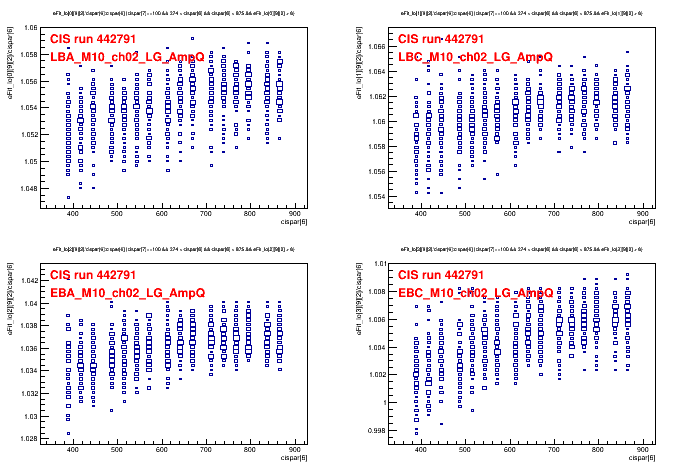 CIS run 442791
LBA_M10_ch02_LG_AmpQ
1.06
1.058
1.056
1.054
1.052
1.05
1.048
400 500 600 700 800 900
cispar[6]
CIS run 442791
LBC_M10_ch02_LG_AmpQ
1.066
1.064
1.062
1.06
1.058
1.056
1.054
400 500 600 700 800 900
cispar[6]
CIS run 442791
EBA_M10_ch02_LG_AmpQ
1.042
1.04
1.038
1.036
1.034
1.032
1.03
1.028
400 500 600 700 800 900
cispar[6]
CIS run 442791
EBC_M10_ch02_LG_AmpQ
1.01
1.008
1.006
1.004
1.002
1
0.998
400 500 600 700 800 900
cispar[6]